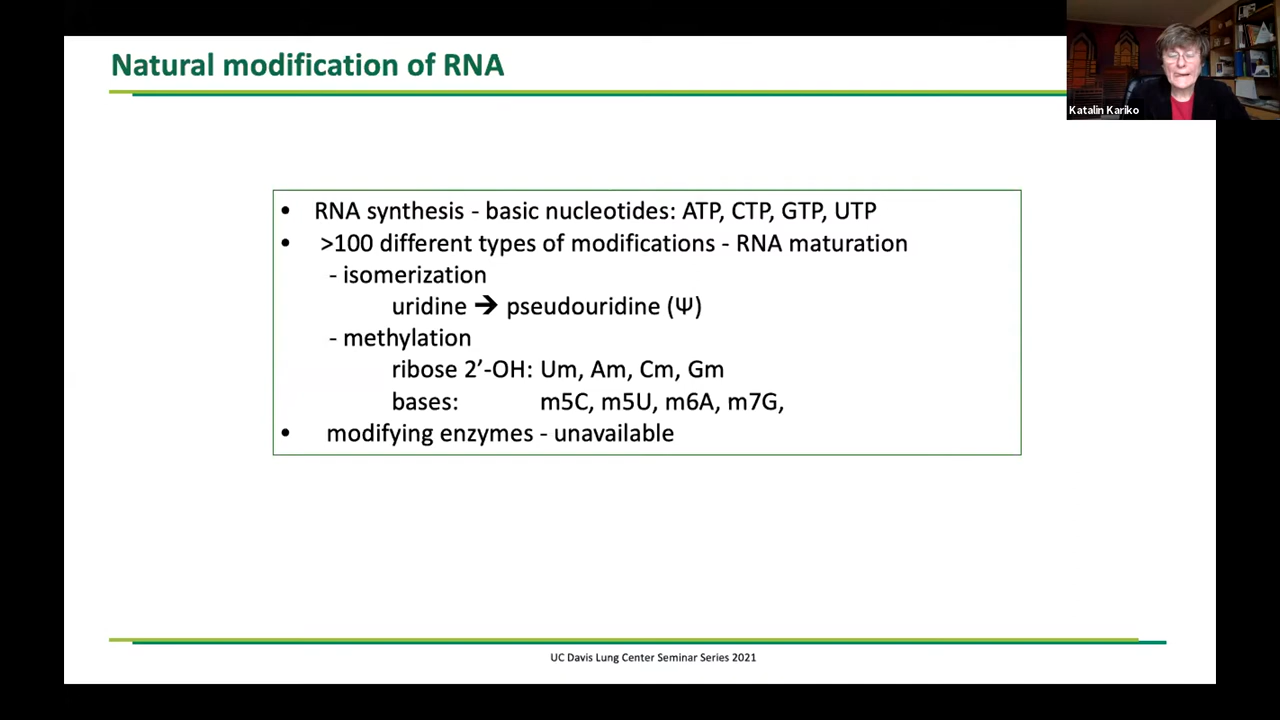 Natural modification of RNA
Katalin Kariko
• RNA synthesis - basic nucleotides: ATP, CTP, GTP, UTP
• >100 different types of modifications - RNA maturation
- isomerization
uridine ➔ pseudouridine (Ψ)
- methylation
ribose 2’-OH: Um, Am, Cm, Gm
bases: m5C, m5U, m6A, m7G,
• modifying enzymes - unavailable
UC Davis Lung Center Seminar Series 2021